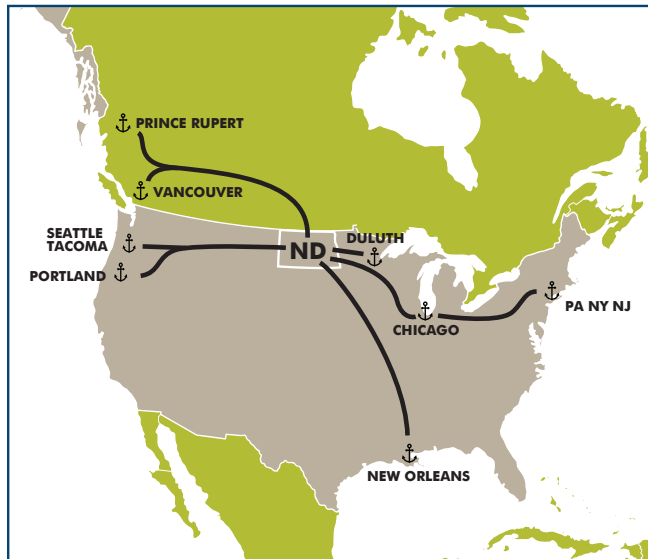 PRINCE RUPERT
VANCOUVER
SEATTLE
TACOMA
DULUTH
ND
PORTLAND
PA NY NJ
CHICAGO
NEW ORLEANS